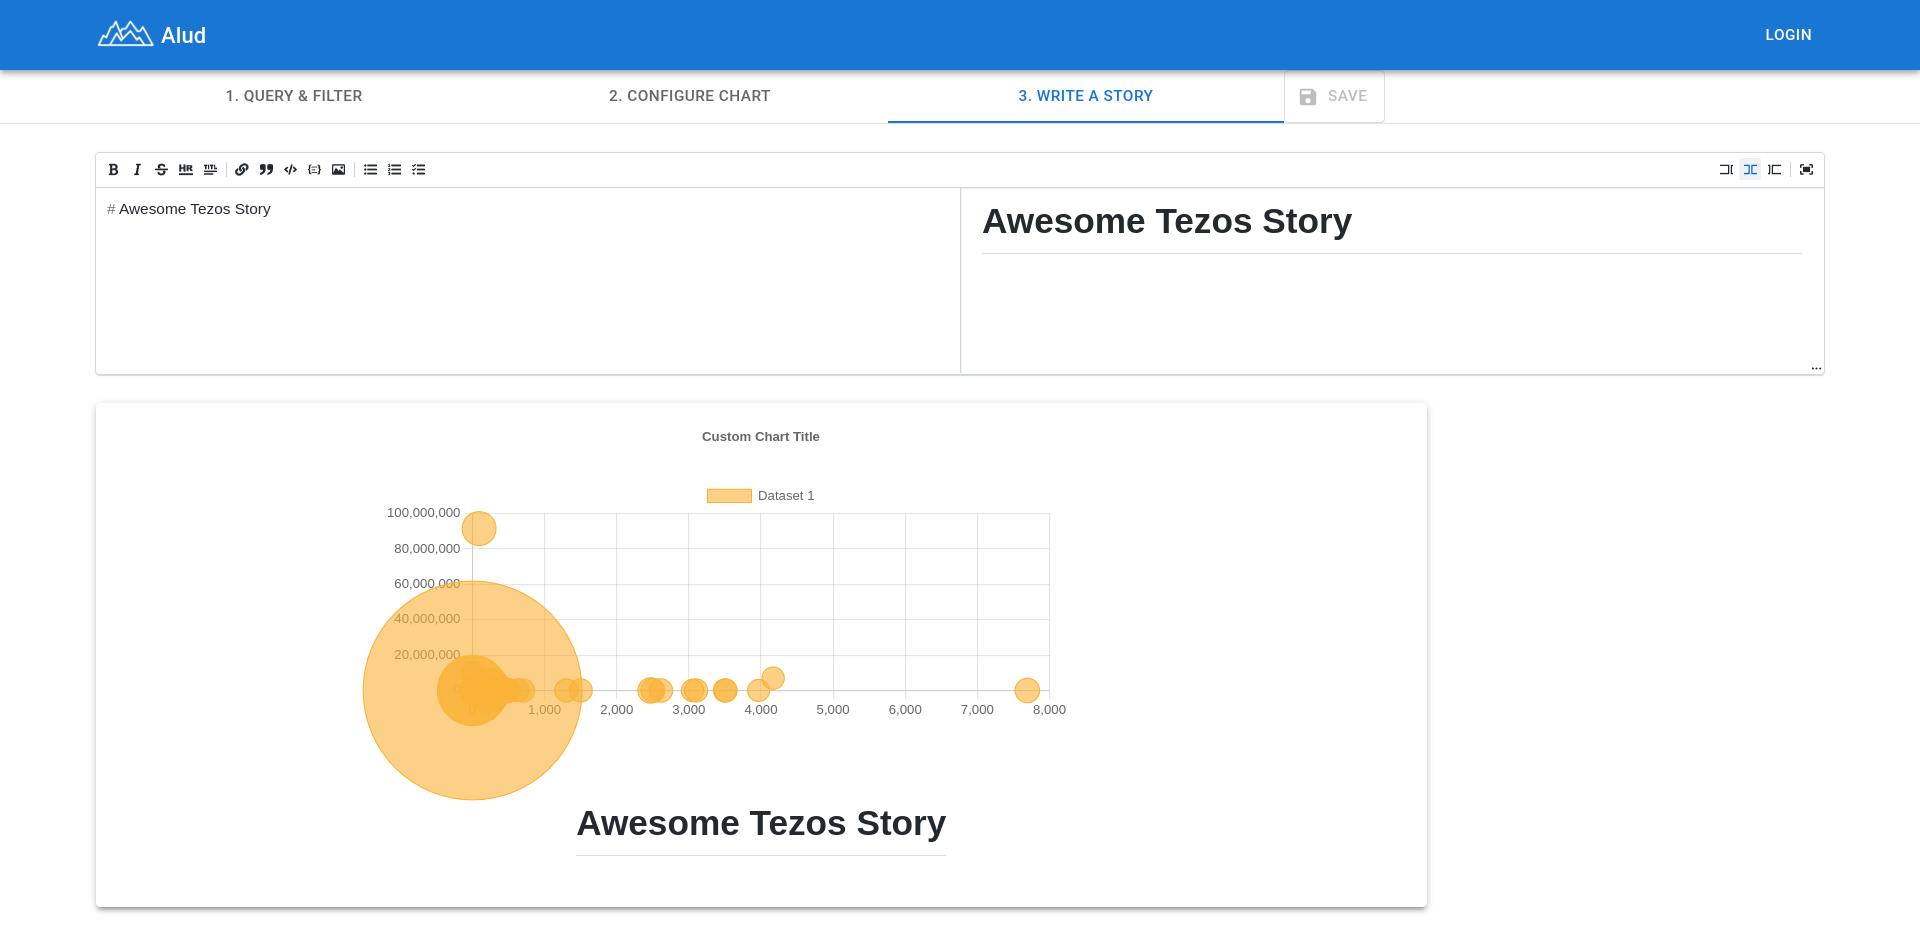 Alud
LOGIN
1. QUERY & FILTER
2. CONFIGURE CHART
3. WRITE A STORY
SAVE
HR
# Awesome Tezos Story
Awesome Tezos Story
Custom Chart Title
Dataset 1
100,000,000
80,000,000
60,000,000
40,000,000
20,000,000
0
0
1,000
2,000
3,000
4,000
5,000
6,000
7,000
8,000
Awesome Tezos Story